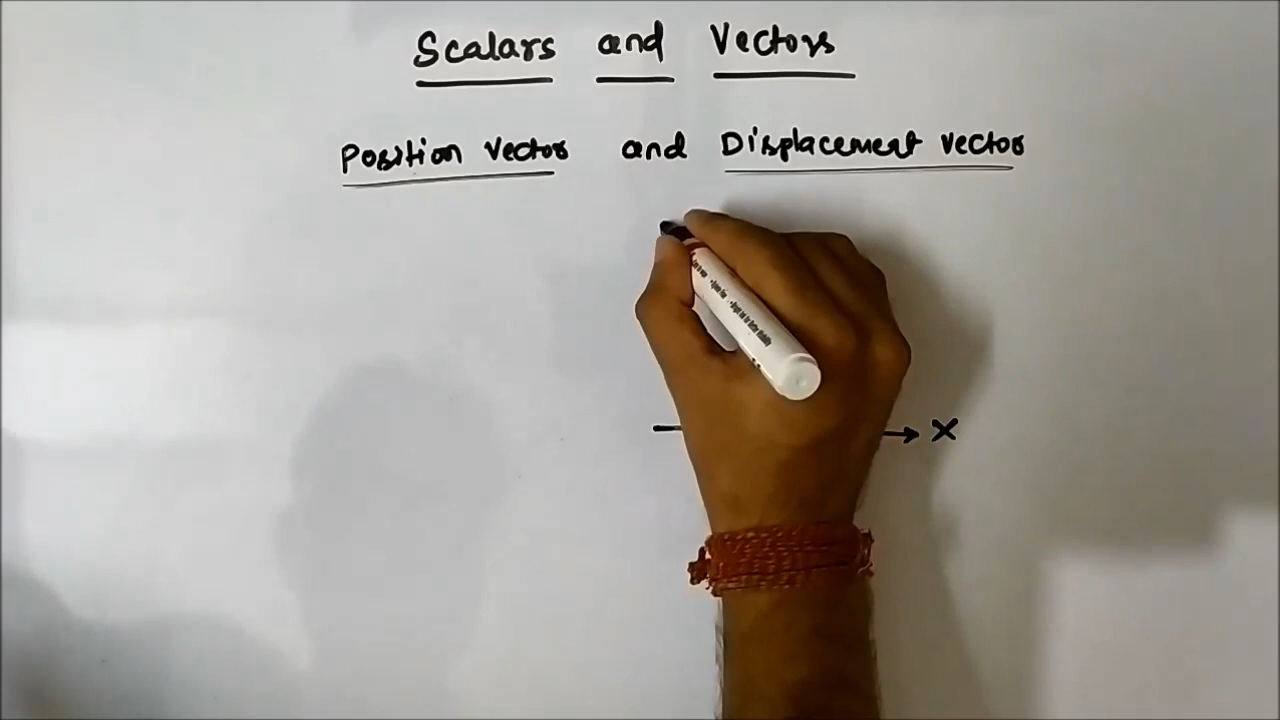 Scalars and Vectors
Position vector and Displacement vector
X